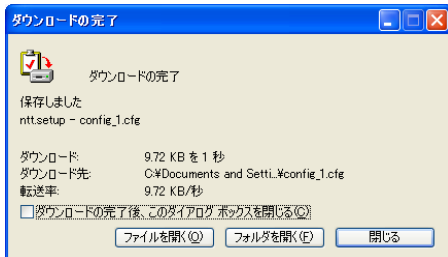 ダウンロードの完了
ダウンロードの完了
保存しました
ntt.setup - config_1.cfg
ダウンロード: 9.72 KB を 1 秒
ダウンロード先: C:¥Documents and Setti...¥config_1.cfg
転送率: 9.72 KB/秒
ダウンロードの完了後、このダイアログ ボックスを閉じる(C)
ファイルを開く(O) フォルダを開く(F) 閉じる